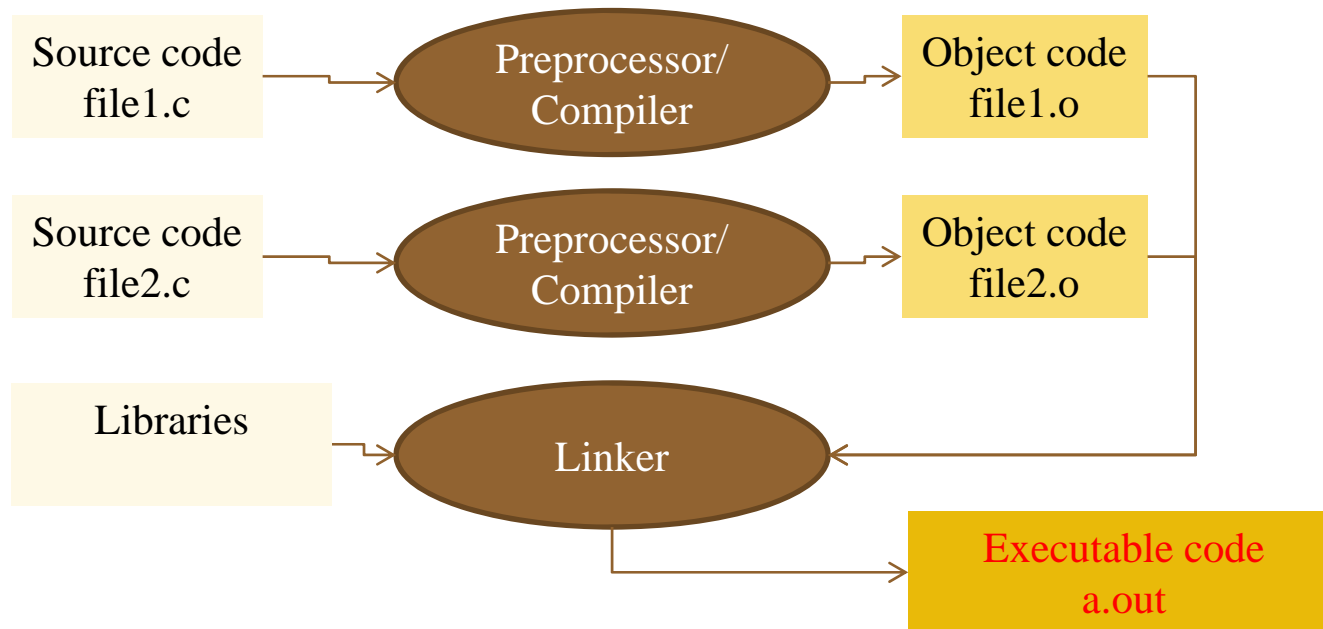 Source code
file1.c
Preprocessor/
Compiler
Object code
file1.o
Source code
file2.c
Preprocessor/
Compiler
Object code
file2.o
Libraries
Linker
Executable code
a.out